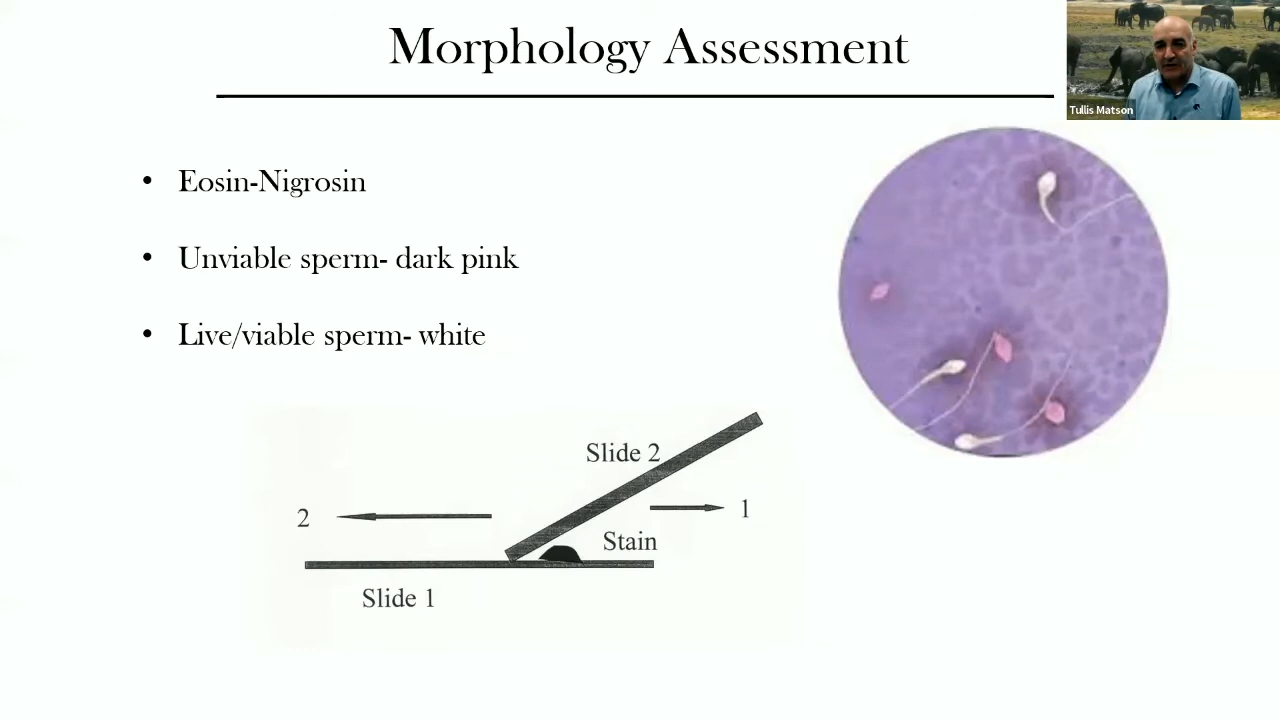 Morphology Assessment
Tullis Matson
• Eosin-Nigrosin
• Unviable sperm- dark pink
• Live/viable sperm- white
Slide 2
2
1
Stain
Slide 1